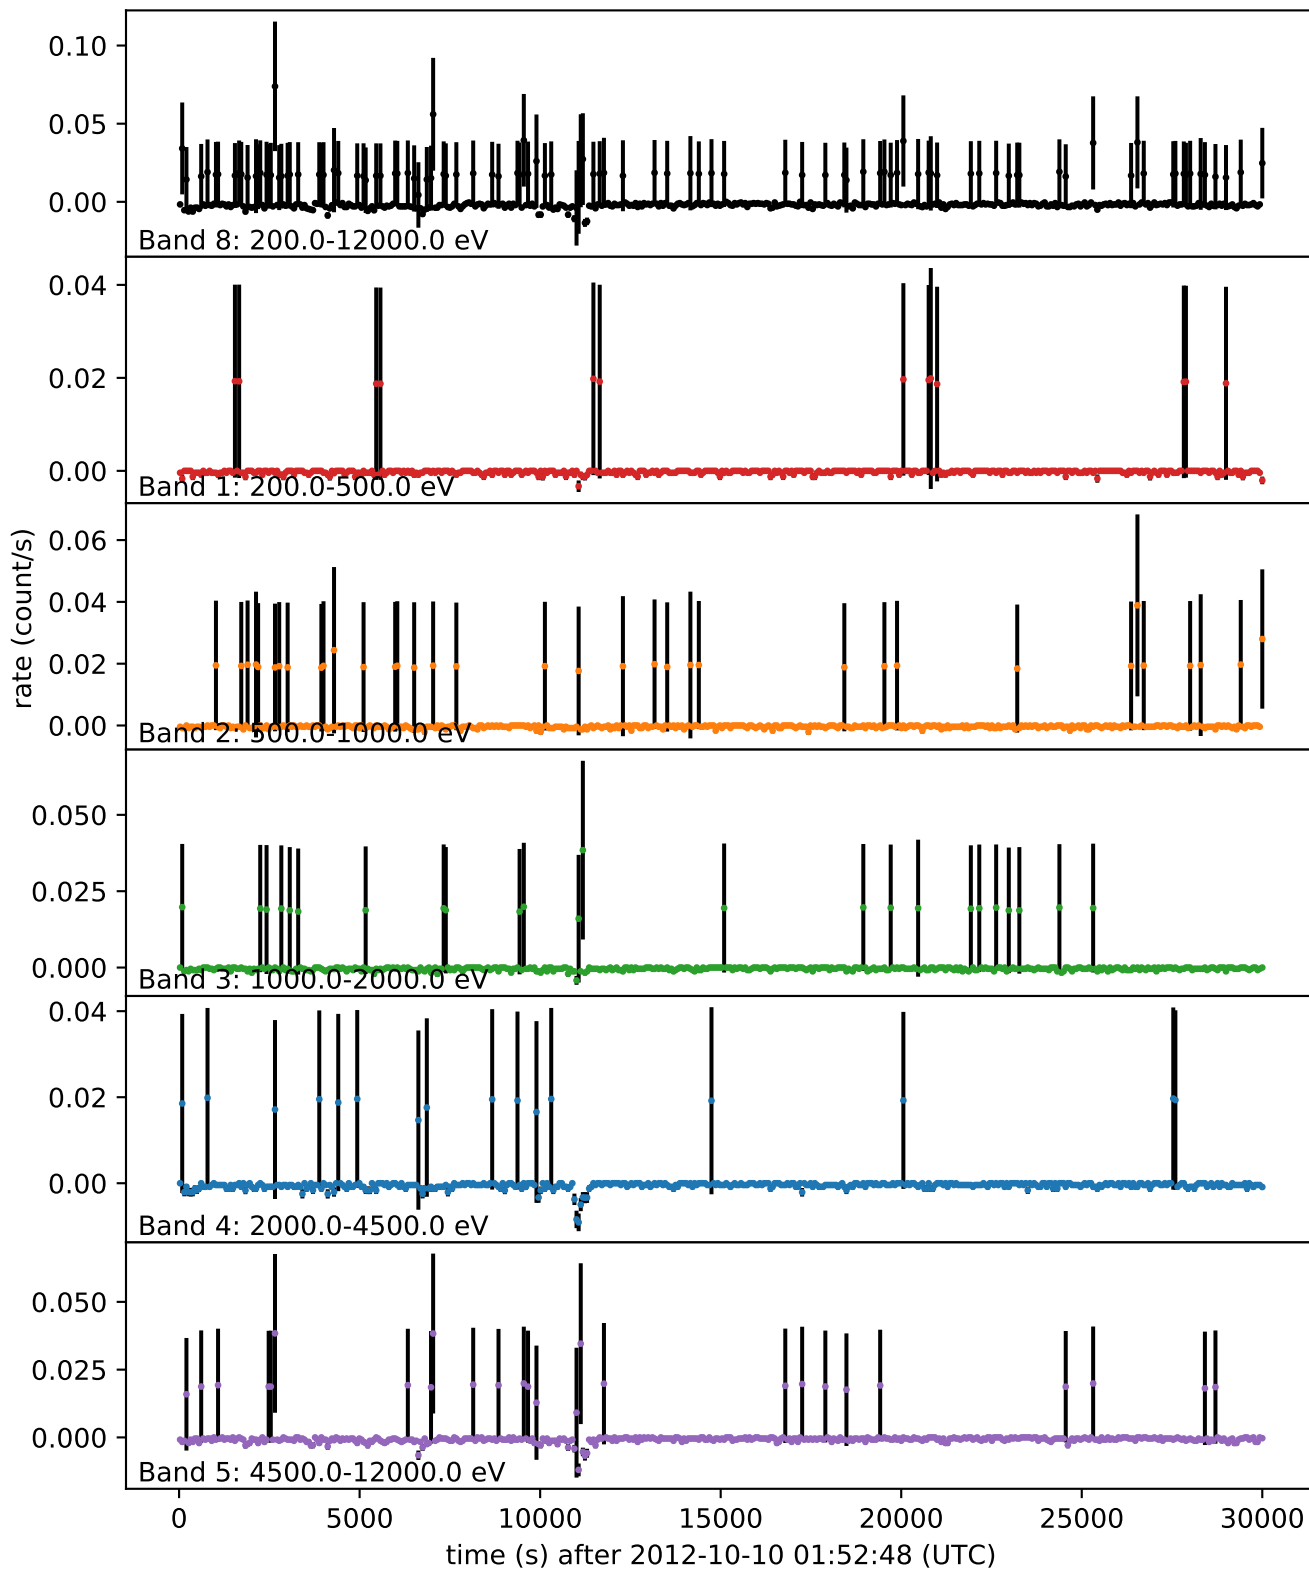 0.10
0.05
0.00
Band 8: 200.0-12000.0 eV
0.04
0.02
0.00
Band 1: 200.0-500.0 eV
rate (count/s)
0.06
0.04
0.02
0.00
Band 2: 500.0-1000.0 eV
0.050
0.025
0.000
Band 3: 1000.0-2000.0 eV
0.04
0.02
0.00
Band 4: 2000.0-4500.0 eV
0.050
0.025
0.000
Band 5: 4500.0-12000.0 eV
0 5000 10000 15000 20000 25000 30000
time (s) after 2012-10-10 01:52:48 (UTC)